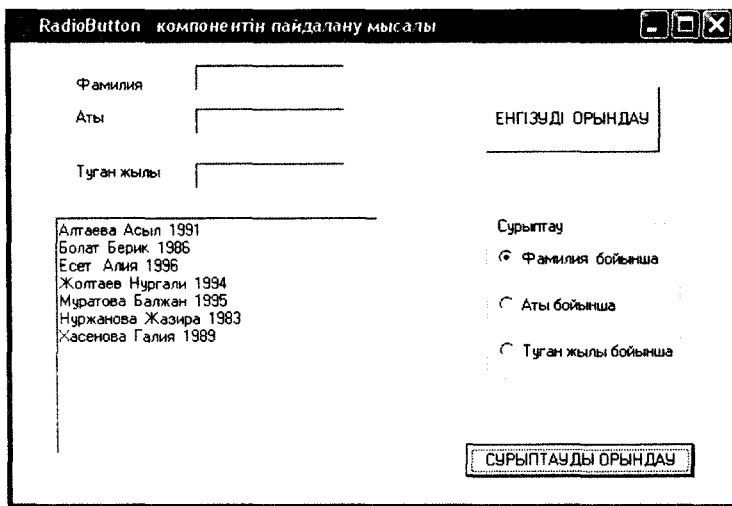 RadioButton компонентін пайдалану мысалы
Фамилия
Аты
Туган жылы
ЕНГІЗУДІ ОРЫНДАУ
Алтаева Асыл 1991
Болат Берик 1986
Есет Алия 1996
Жолтаев Нургали 1994
Муратова Балжан 1995
Нуржанова Жазира 1983
Хасенова Галия 1989
Сурыптау
Фамилия бойынша
Аты бойынша
Туган жылы бойынша
СУРЫПТАУДЫ ОРЫНДАУ